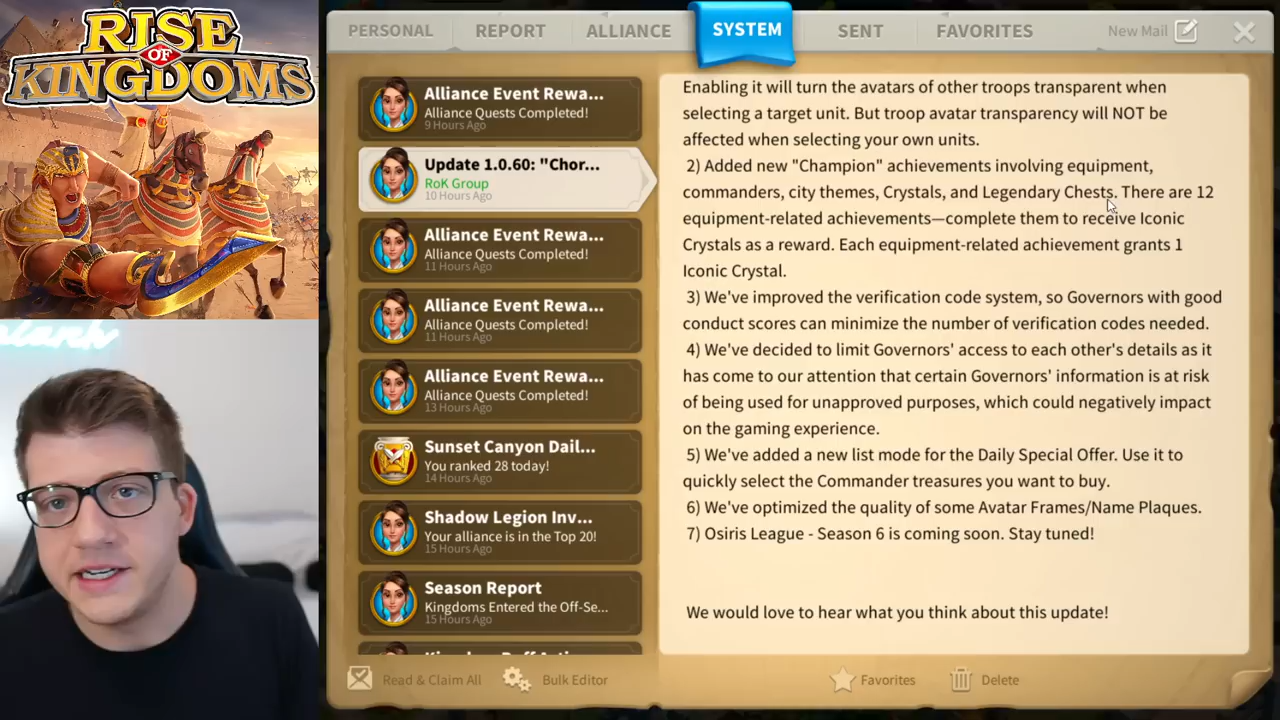 RISE
OF
KINGDOMS
PERSONAL
REPORT
ALLIANCE
SYSTEM
SENT
FAVORITES
New Mail
Alliance Event Rewa...
Alliance Quests Completed!
9 Hours Ago
Update 1.0.60: "Chor...
RoK Group
10 Hours Ago
Alliance Event Rewa...
Alliance Quests Completed!
11 Hours Ago
Alliance Event Rewa...
Alliance Quests Completed!
11 Hours Ago
Alliance Event Rewa...
Alliance Quests Completed!
13 Hours Ago
Sunset Canyon Dail...
You ranked 28 today!
14 Hours Ago
Shadow Legion Inv...
Your alliance is in the Top 20!
15 Hours Ago
Season Report
Kingdoms Entered the Off-Se...
15 Hours Ago
Read & Claim All
Bulk Editor
Enabling it will turn the avatars of other troops transparent when
selecting a target unit. But troop avatar transparency will NOT be
affected when selecting your own units.
2) Added new "Champion" achievements involving equipment,
commanders, city themes, Crystals, and Legendary Chests. There are 12
equipment-related achievements—complete them to receive Iconic
Crystals as a reward. Each equipment-related achievement grants 1
Iconic Crystal.
3) We've improved the verification code system, so Governors with good
conduct scores can minimize the number of verification codes needed.
4) We've decided to limit Governors' access to each other's details as it
has come to our attention that certain Governors' information is at risk
of being used for unapproved purposes, which could negatively impact
on the gaming experience.
5) We've added a new list mode for the Daily Special Offer. Use it to
quickly select the Commander treasures you want to buy.
6) We've optimized the quality of some Avatar Frames/Name Plaques.
7) Osiris League - Season 6 is coming soon. Stay tuned!
We would love to hear what you think about this update!
Favorites
Delete